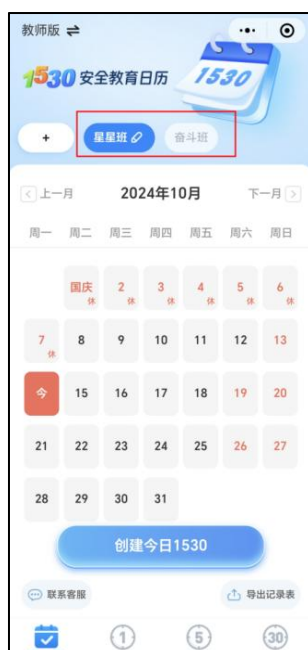 教师版
1530 安全教育日历
1530
+ 星星班 奋斗班
上一月 2024年10月 下一月
周一 周二 周三 周四 周五 周六 周日
国庆 休 2 休 3 休 4 休 5 休 6 休
7 休 8 9 10 11 12 13
今 15 16 17 18 19 20
21 22 23 24 25 26 27
28 29 30 31
创建今日1530
联系客服 导出记录表
1 5 30